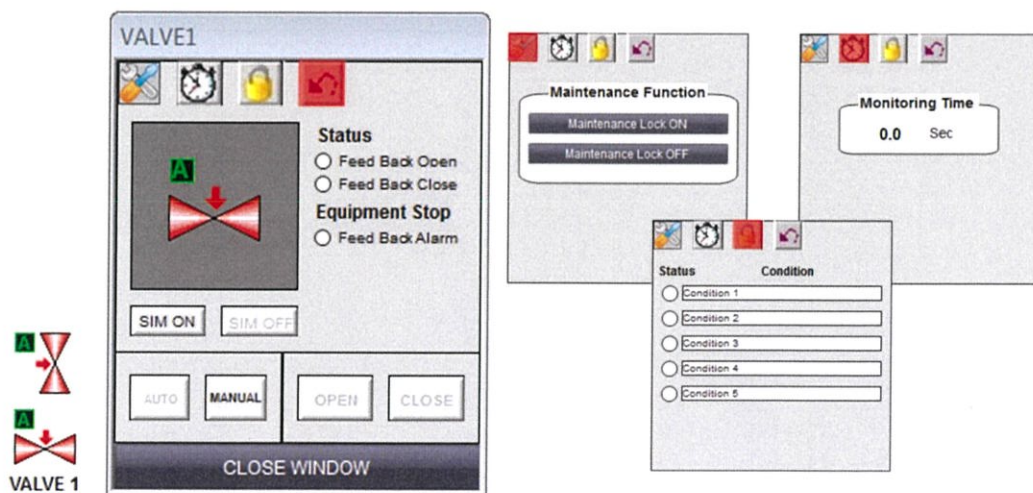 VALVE1
A
Status
Feed Back Open
Feed Back Close
Equipment Stop
Feed Back Alarm
SIM ON
SIM OFF
AUTO
MANUAL
OPEN
CLOSE
CLOSE WINDOW
A
A
VALVE 1
Maintenance Function
Maintenance Lock ON
Maintenance Lock OFF
Monitoring Time
0.0 Sec
Status Condition
Condition 1
Condition 2
Condition 3
Condition 4
Condition 5